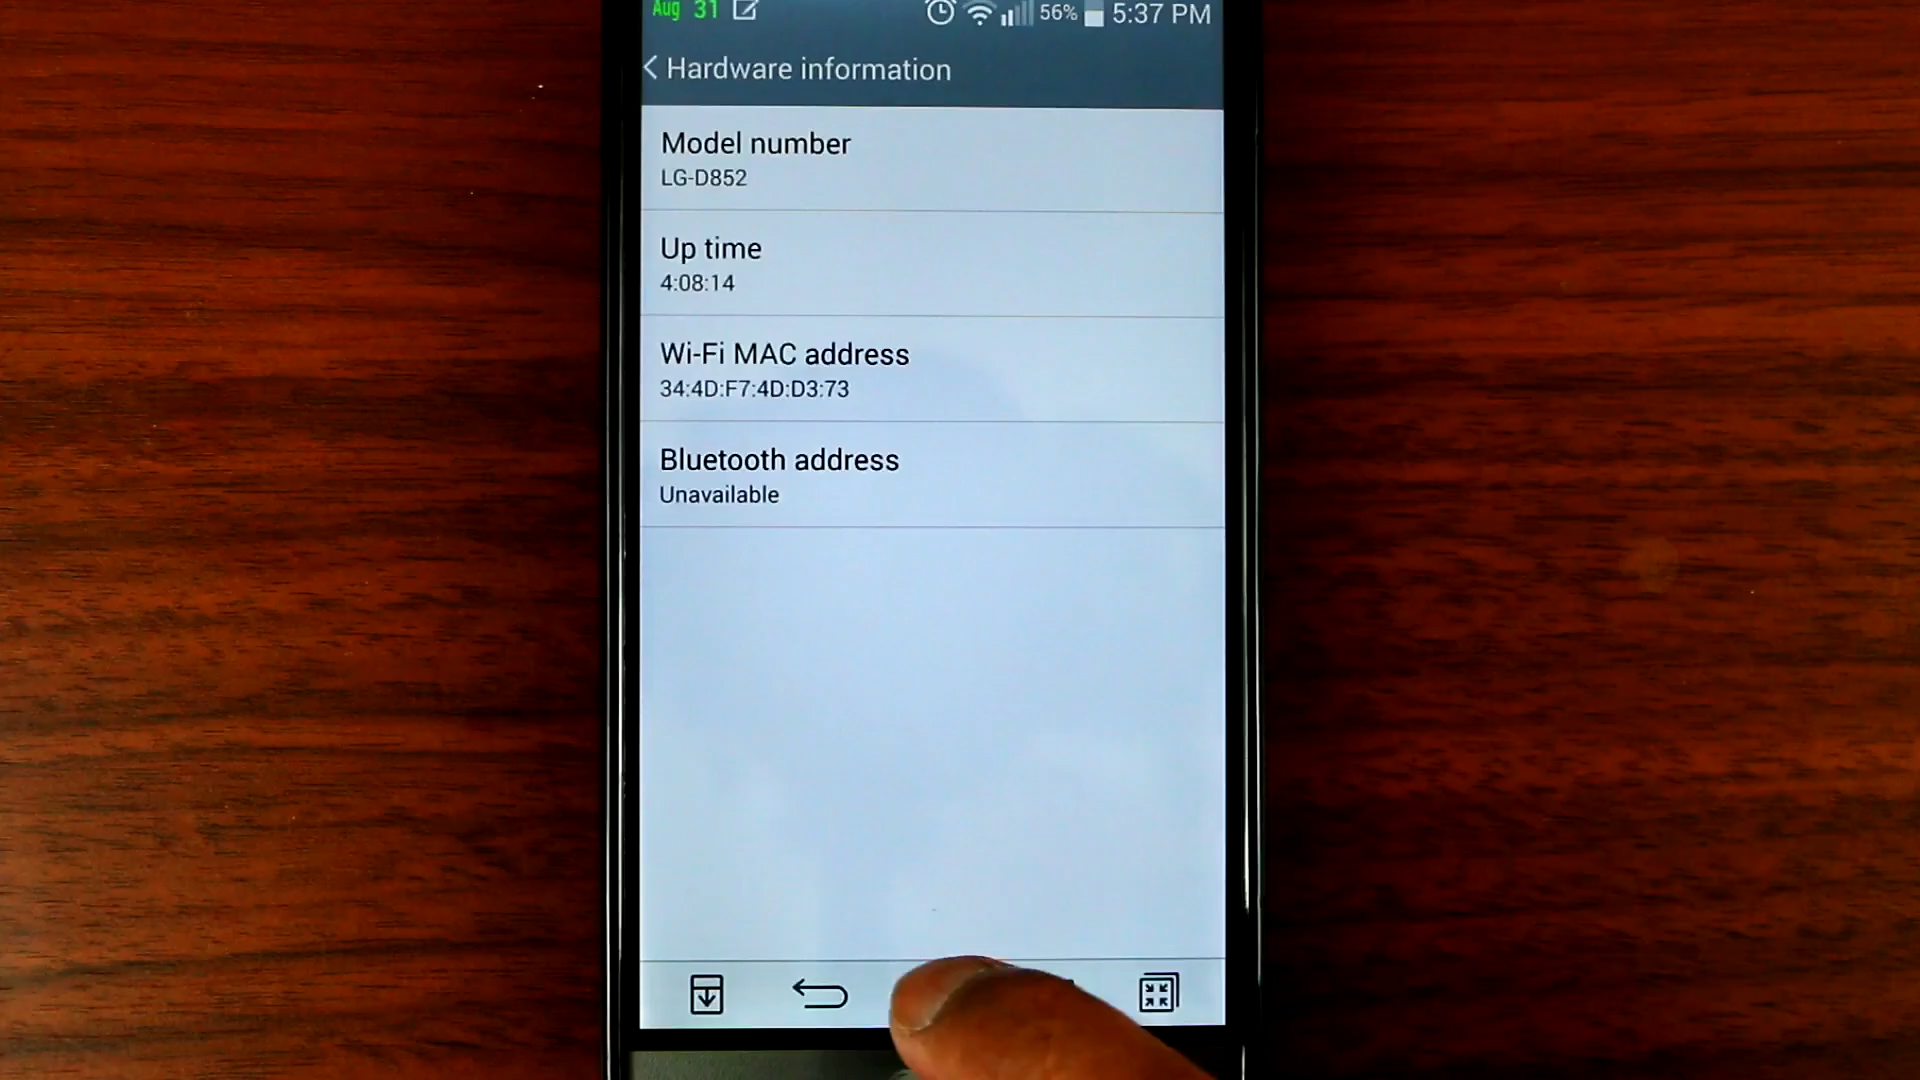 Aug 31 56% 5:37 PM
Hardware information
Model number
LG-D852
Up time
4:08:14
Wi-Fi MAC address
34:4D:F7:4D:D3:73
Bluetooth address
Unavailable